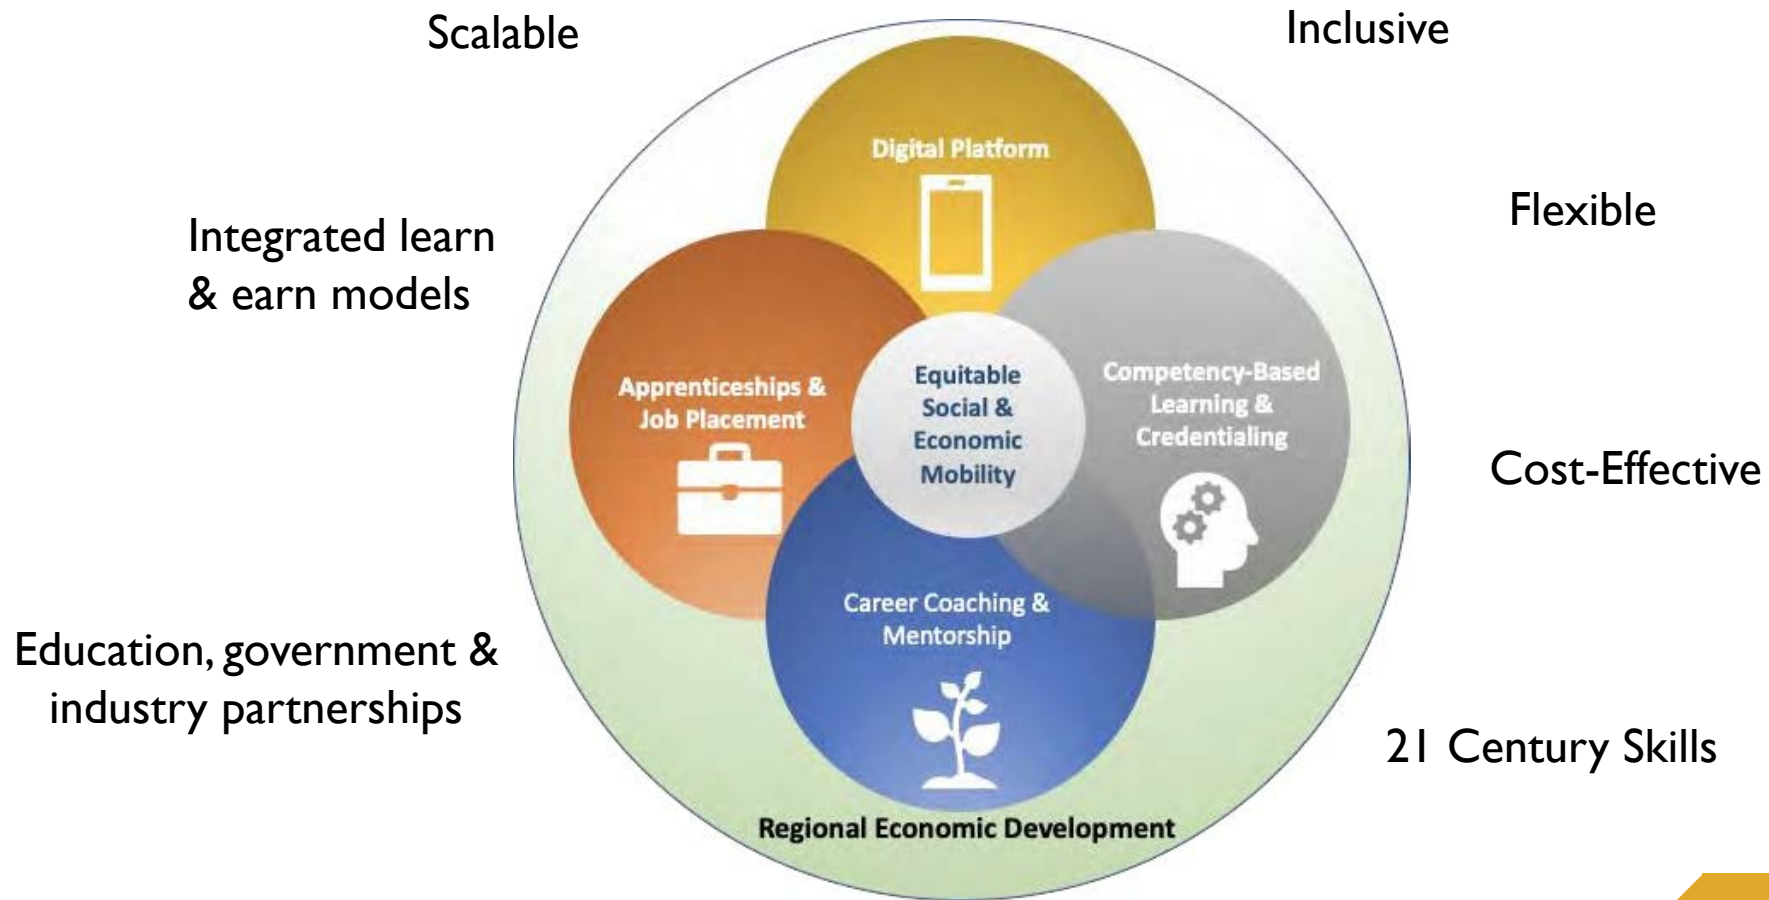 Scalable
Inclusive
Digital Platform
Flexible
Integrated learn
& earn models
Apprenticeships &
Job Placement
Equitable
Social &
Economic
Mobility
Competency-Based
Learning &
Credentialing
Cost-Effective
Career Coaching &
Mentorship
Education, government &
industry partnerships
21 Century Skills
Regional Economic Development